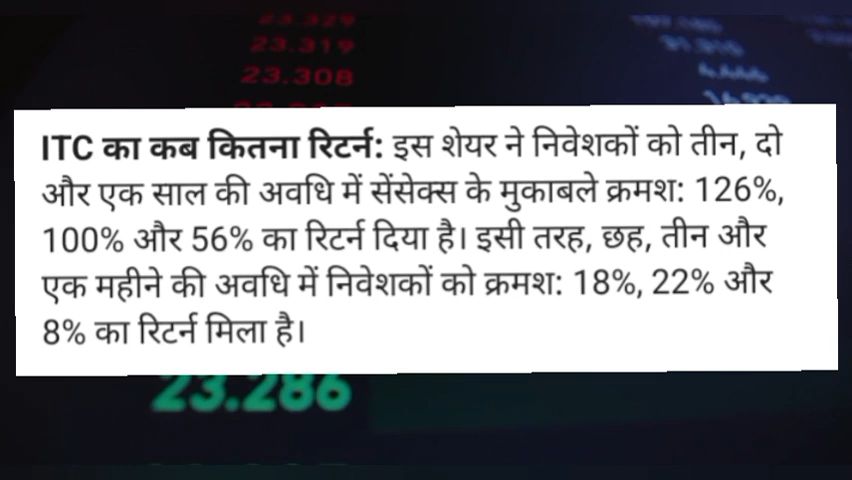 23.329
23.319
23.308
ITC का कब कितना रिटर्न: इस शेयर ने निवेशकों को तीन, दो
और एक साल की अवधि में सेंसेक्स के मुकाबले क्रमश: 126%,
100% और 56% का रिटर्न दिया है। इसी तरह, छह, तीन और
एक महीने की अवधि में निवेशकों को क्रमश: 18%, 22% और
8% का रिटर्न मिला है।
23.286